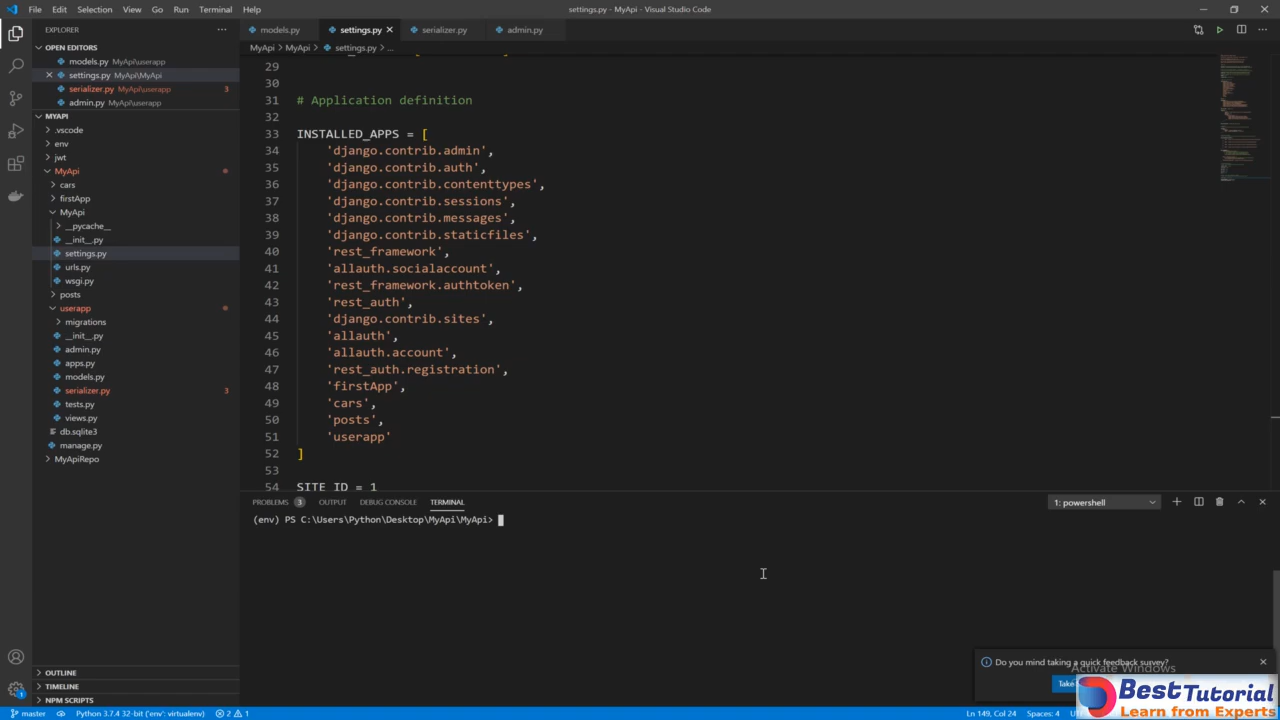 File Edit Selection View Go Run Terminal Help
settings.py - MyApi - Visual Studio Code
EXPLORER
OPEN EDITORS
models.py MyApi\userapp
settings.py MyApi\MyApi
serializer.py MyApi\userapp 3
admin.py MyApi\userapp
MYAPI
.vscode
env
jwt
MyApi
cars
firstApp
MyApi
__pycache__
__init__.py
settings.py
urls.py
wsgi.py
posts
userapp
migrations
__init__.py
admin.py
apps.py
models.py
serializer.py 3
tests.py
views.py
db.sqlite3
manage.py
MyApiRepo
OUTLINE
TIMELINE
NPM SCRIPTS
models.py settings.py serializer.py admin.py
MyApi > MyApi > settings.py > ...
29
30
31 # Application definition
32
33 INSTALLED_APPS = [
34 'django.contrib.admin',
35 'django.contrib.auth',
36 'django.contrib.contenttypes',
37 'django.contrib.sessions',
38 'django.contrib.messages',
39 'django.contrib.staticfiles',
40 'rest_framework',
41 'allauth.socialaccount',
42 'rest_framework.authtoken',
43 'rest_auth',
44 'django.contrib.sites',
45 'allauth',
46 'allauth.account',
47 'rest_auth.registration',
48 'firstApp',
49 'cars',
50 'posts',
51 'userapp'
52 ]
53
54 SITE_ID = 1
PROBLEMS 3 OUTPUT DEBUG CONSOLE TERMINAL
1: powershell
(env) PS C:\Users\Python\Desktop\MyApi\MyApi>
Do you mind taking a quick feedback survey?
Activate Windows
Take
BestTutorial
Learn from Experts
master Python 3.7.4 32-bit ('env': virtualenv) 2 1
Ln 149, Col 24 Spaces: 4